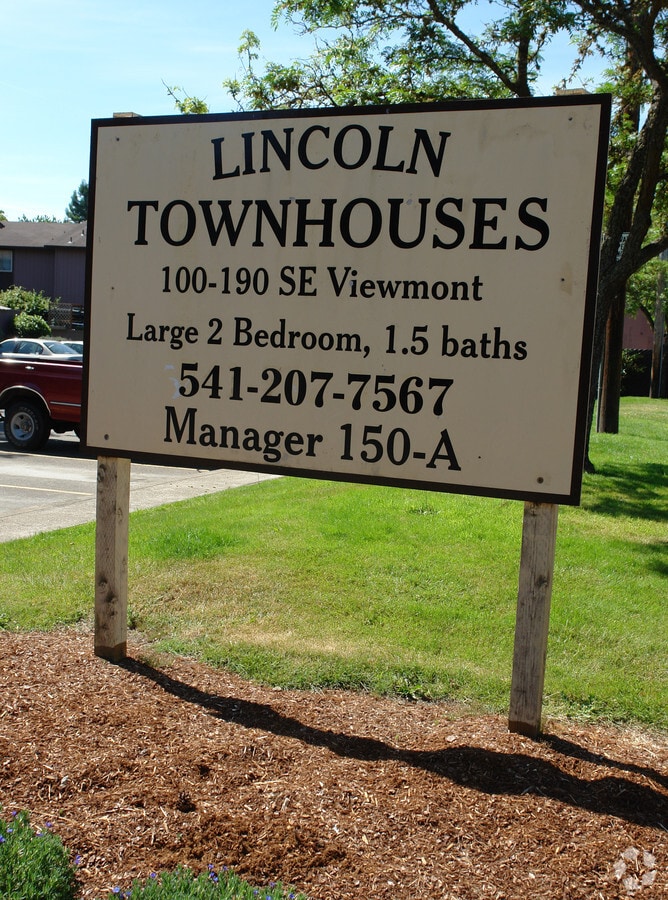 LINCOLN
TOWNHOUSES
100-190 SE Viewmont
Large 2 Bedroom, 1.5 baths
541-207-7567
Manager 150-A